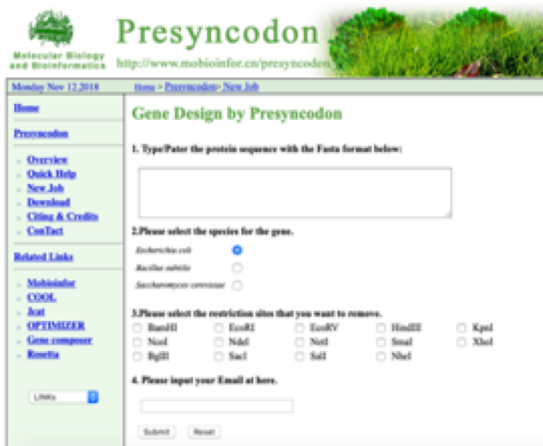 Presyncodon
Molecular Biology
and Bioinformatics
http://www.mobioinfor.cn/presyncodon
Monday Nov 12,2018
Home > Presyncodon> New Job
Home
Presyncodon
Overview
Quick Help
New Job
Download
Citing & Credits
ConTact
Related Links
Mobioinfor
COOL
Jcat
OPTIMIZER
Gene composer
Rosetta
LINKs
Gene Design by Presyncodon
1. Type/Pater the protein sequence with the Fasta format below:
2.Please select the species for the gene.
Escherichia coli
Bacillus subtilis
Saccharomyces cerevisiae
3.Please select the restriction sites that you want to remove.
BamHI EcoRI EcoRV HindIII KpnI
NcoI NdeI NotI SmaI XhoI
BglII SacI SalI NheI
4. Please input your Email at here.
Submit Reset